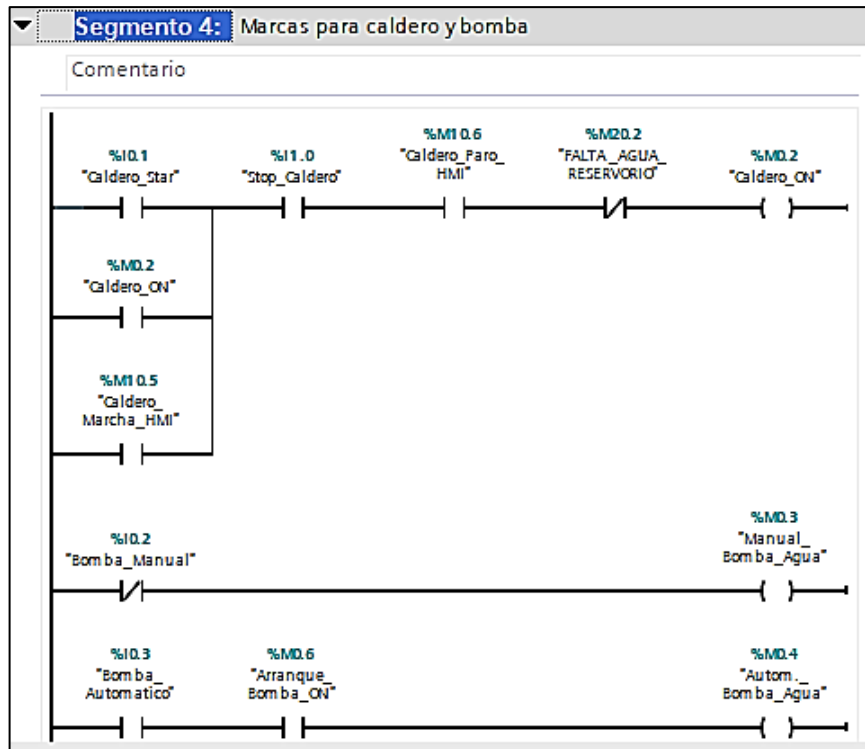 Segmento 4: Marcas para caldero y bomba
Comentario
%I0.1
"Caldero_Star"
%I1.0
"Stop_Caldero"
%M10.6
"Caldero_Paro_
HMI"
%M20.2
"FALTA_AGUA_
RESERVORIO"
%M0.2
"Caldero_ON"
%M0.2
"Caldero_ON"
%M10.5
"Caldero_
Marcha_HMI"
%I0.2
"Bomba_Manual"
%M0.3
"Manual_
Bomba_Agua"
%I0.3
"Bomba_
Automatico"
%M0.6
"Arranque_
Bomba_ON"
%M0.4
"Autom._
Bomba_Agua"